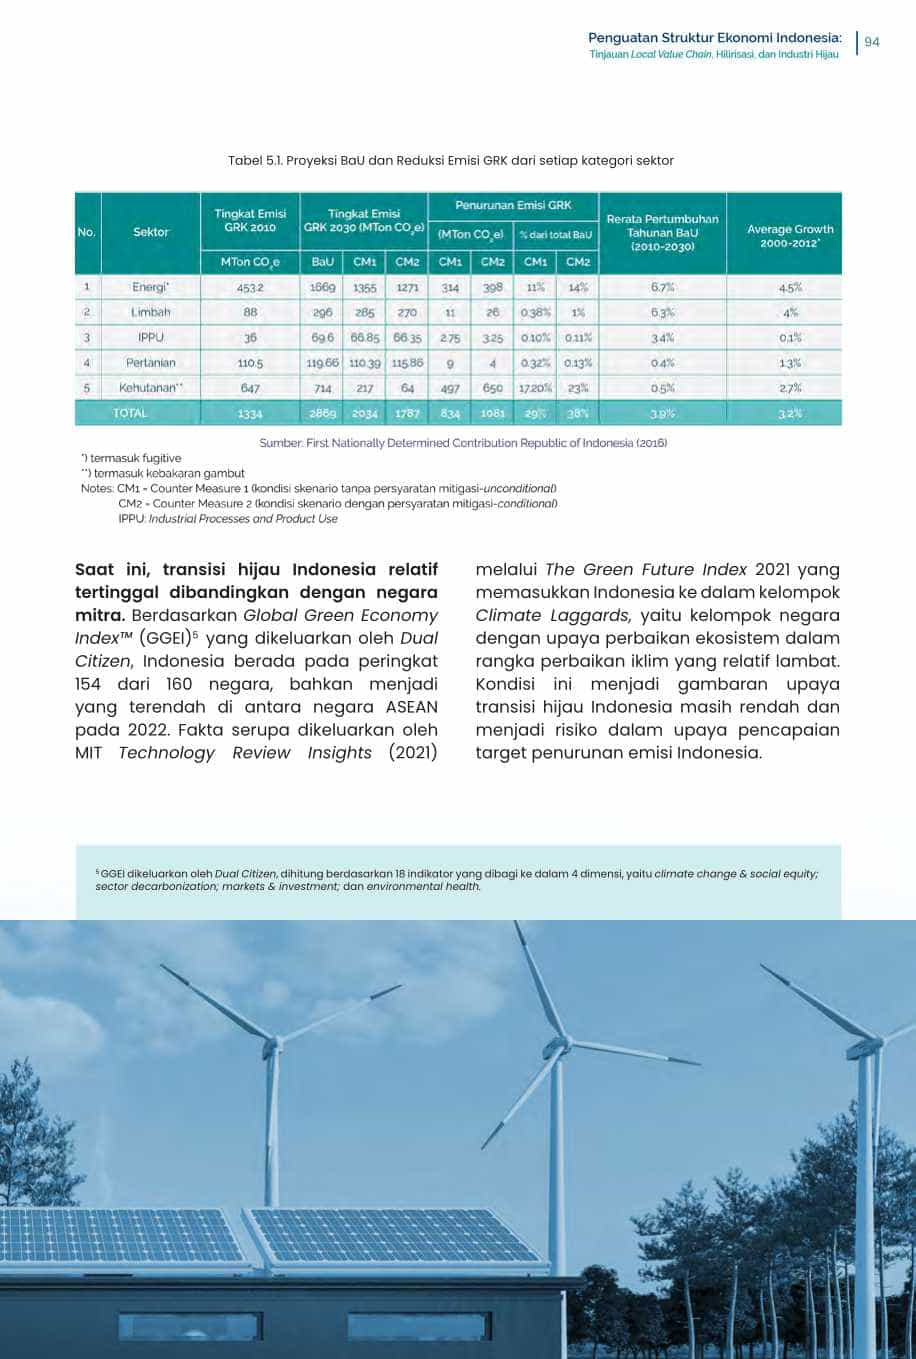 Penguatan Struktur Ekonomi Indonesia:
Tinjauan Local Value Chain, Hilirisasi, dan Industri Hijau
94
Tabel 5.1. Proyeksi BaU dan Reduksi Emisi GRK dari setiap kategori sektor
No. Sektor Tingkat Emisi GRK 2010 Tingkat Emisi GRK 2030 (MTon CO2e) Penurunan Emisi GRK Rerata Pertumbuhan Tahunan BaU (2010-2030) Average Growth 2000-2012*
(MTon CO2e) % dari total BaU
MTon CO2e BaU CM1 CM2 CM1 CM2 CM1 CM2
1 Energi* 453.2 1669 1355 1271 314 398 11% 14% 6.7% 4.5%
2 Limbah 88 296 285 270 11 26 0.38% 1% 6.3% 4%
3 IPPU 36 69.6 66.85 66.35 2.75 3.25 0.10% 0.11% 3.4% 0.1%
4 Pertanian 110.5 119.66 110.39 115.86 9 4 0.32% 0.13% 0.4% 1.3%
5 Kehutanan** 647 714 217 64 497 650 17.20% 23% 0.5% 2.7%
TOTAL 1334 2869 2034 1787 834 1081 29% 38% 3.9% 3.2%
Sumber: First Nationally Determined Contribution Republic of Indonesia (2016)
*) termasuk fugitive
**) termasuk kebakaran gambut
Notes: CM1 = Counter Measure 1 (kondisi skenario tanpa persyaratan mitigasi-unconditional)
CM2 = Counter Measure 2 (kondisi skenario dengan persyaratan mitigasi-conditional)
IPPU: Industrial Processes and Product Use
Saat ini, transisi hijau Indonesia relatif
tertinggal dibandingkan dengan negara
mitra. Berdasarkan Global Green Economy
Index™ (GGEI)⁵ yang dikeluarkan oleh Dual
Citizen, Indonesia berada pada peringkat
154 dari 160 negara, bahkan menjadi
yang terendah di antara negara ASEAN
pada 2022. Fakta serupa dikeluarkan oleh
MIT Technology Review Insights (2021)
melalui The Green Future Index 2021 yang
memasukkan Indonesia ke dalam kelompok
Climate Laggards, yaitu kelompok negara
dengan upaya perbaikan ekosistem dalam
rangka perbaikan iklim yang relatif lambat.
Kondisi ini menjadi gambaran upaya
transisi hijau Indonesia masih rendah dan
menjadi risiko dalam upaya pencapaian
target penurunan emisi Indonesia.
⁵ GGEI dikeluarkan oleh Dual Citizen, dihitung berdasarkan 18 indikator yang dibagi ke dalam 4 dimensi, yaitu climate change & social equity;
sector decarbonization; markets & investment; dan environmental health.